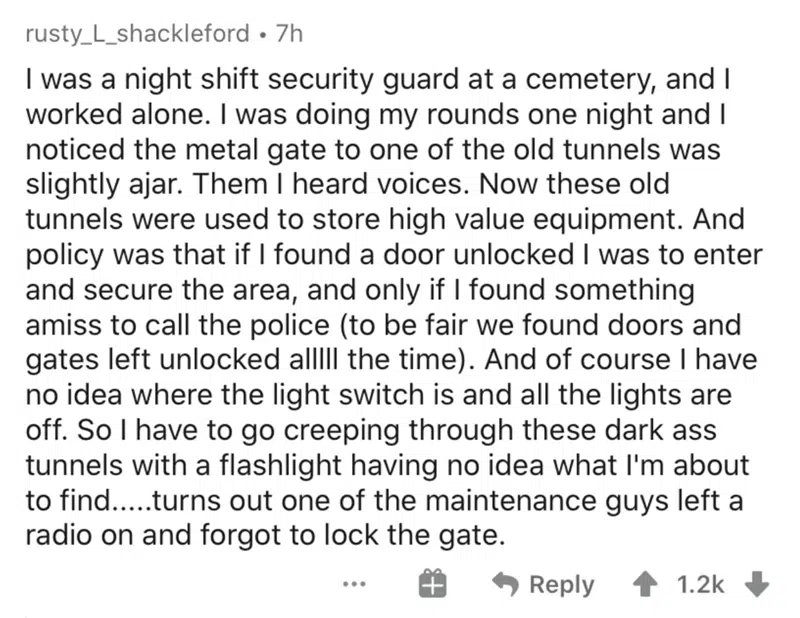 rusty_L_shackleford • 7h
I was a night shift security guard at a cemetery, and I
worked alone. I was doing my rounds one night and I
noticed the metal gate to one of the old tunnels was
slightly ajar. Them I heard voices. Now these old
tunnels were used to store high value equipment. And
policy was that if I found a door unlocked I was to enter
and secure the area, and only if I found something
amiss to call the police (to be fair we found doors and
gates left unlocked alllll the time). And of course I have
no idea where the light switch is and all the lights are
off. So I have to go creeping through these dark ass
tunnels with a flashlight having no idea what I'm about
to find.....turns out one of the maintenance guys left a
radio on and forgot to lock the gate.
... Reply 1.2k